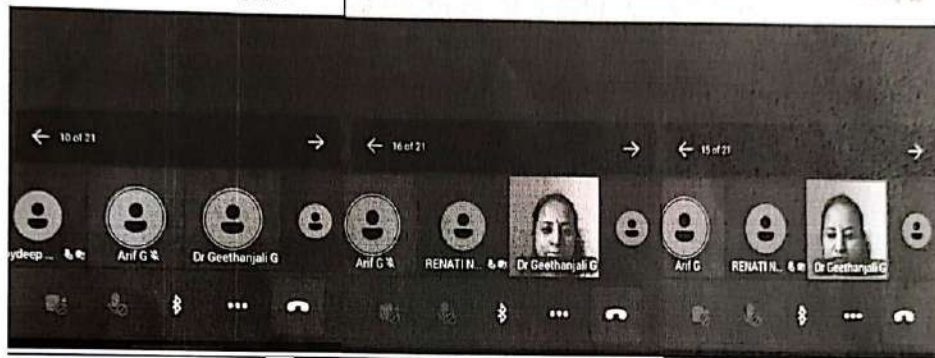 10 of 21
16 of 21
15 of 21
ydeep ...
Arif G
Dr Geethanjali G
Arif G
RENATI N...
Dr Geethanjali G
Arif G
RENATI N...
Dr Geethanjali G